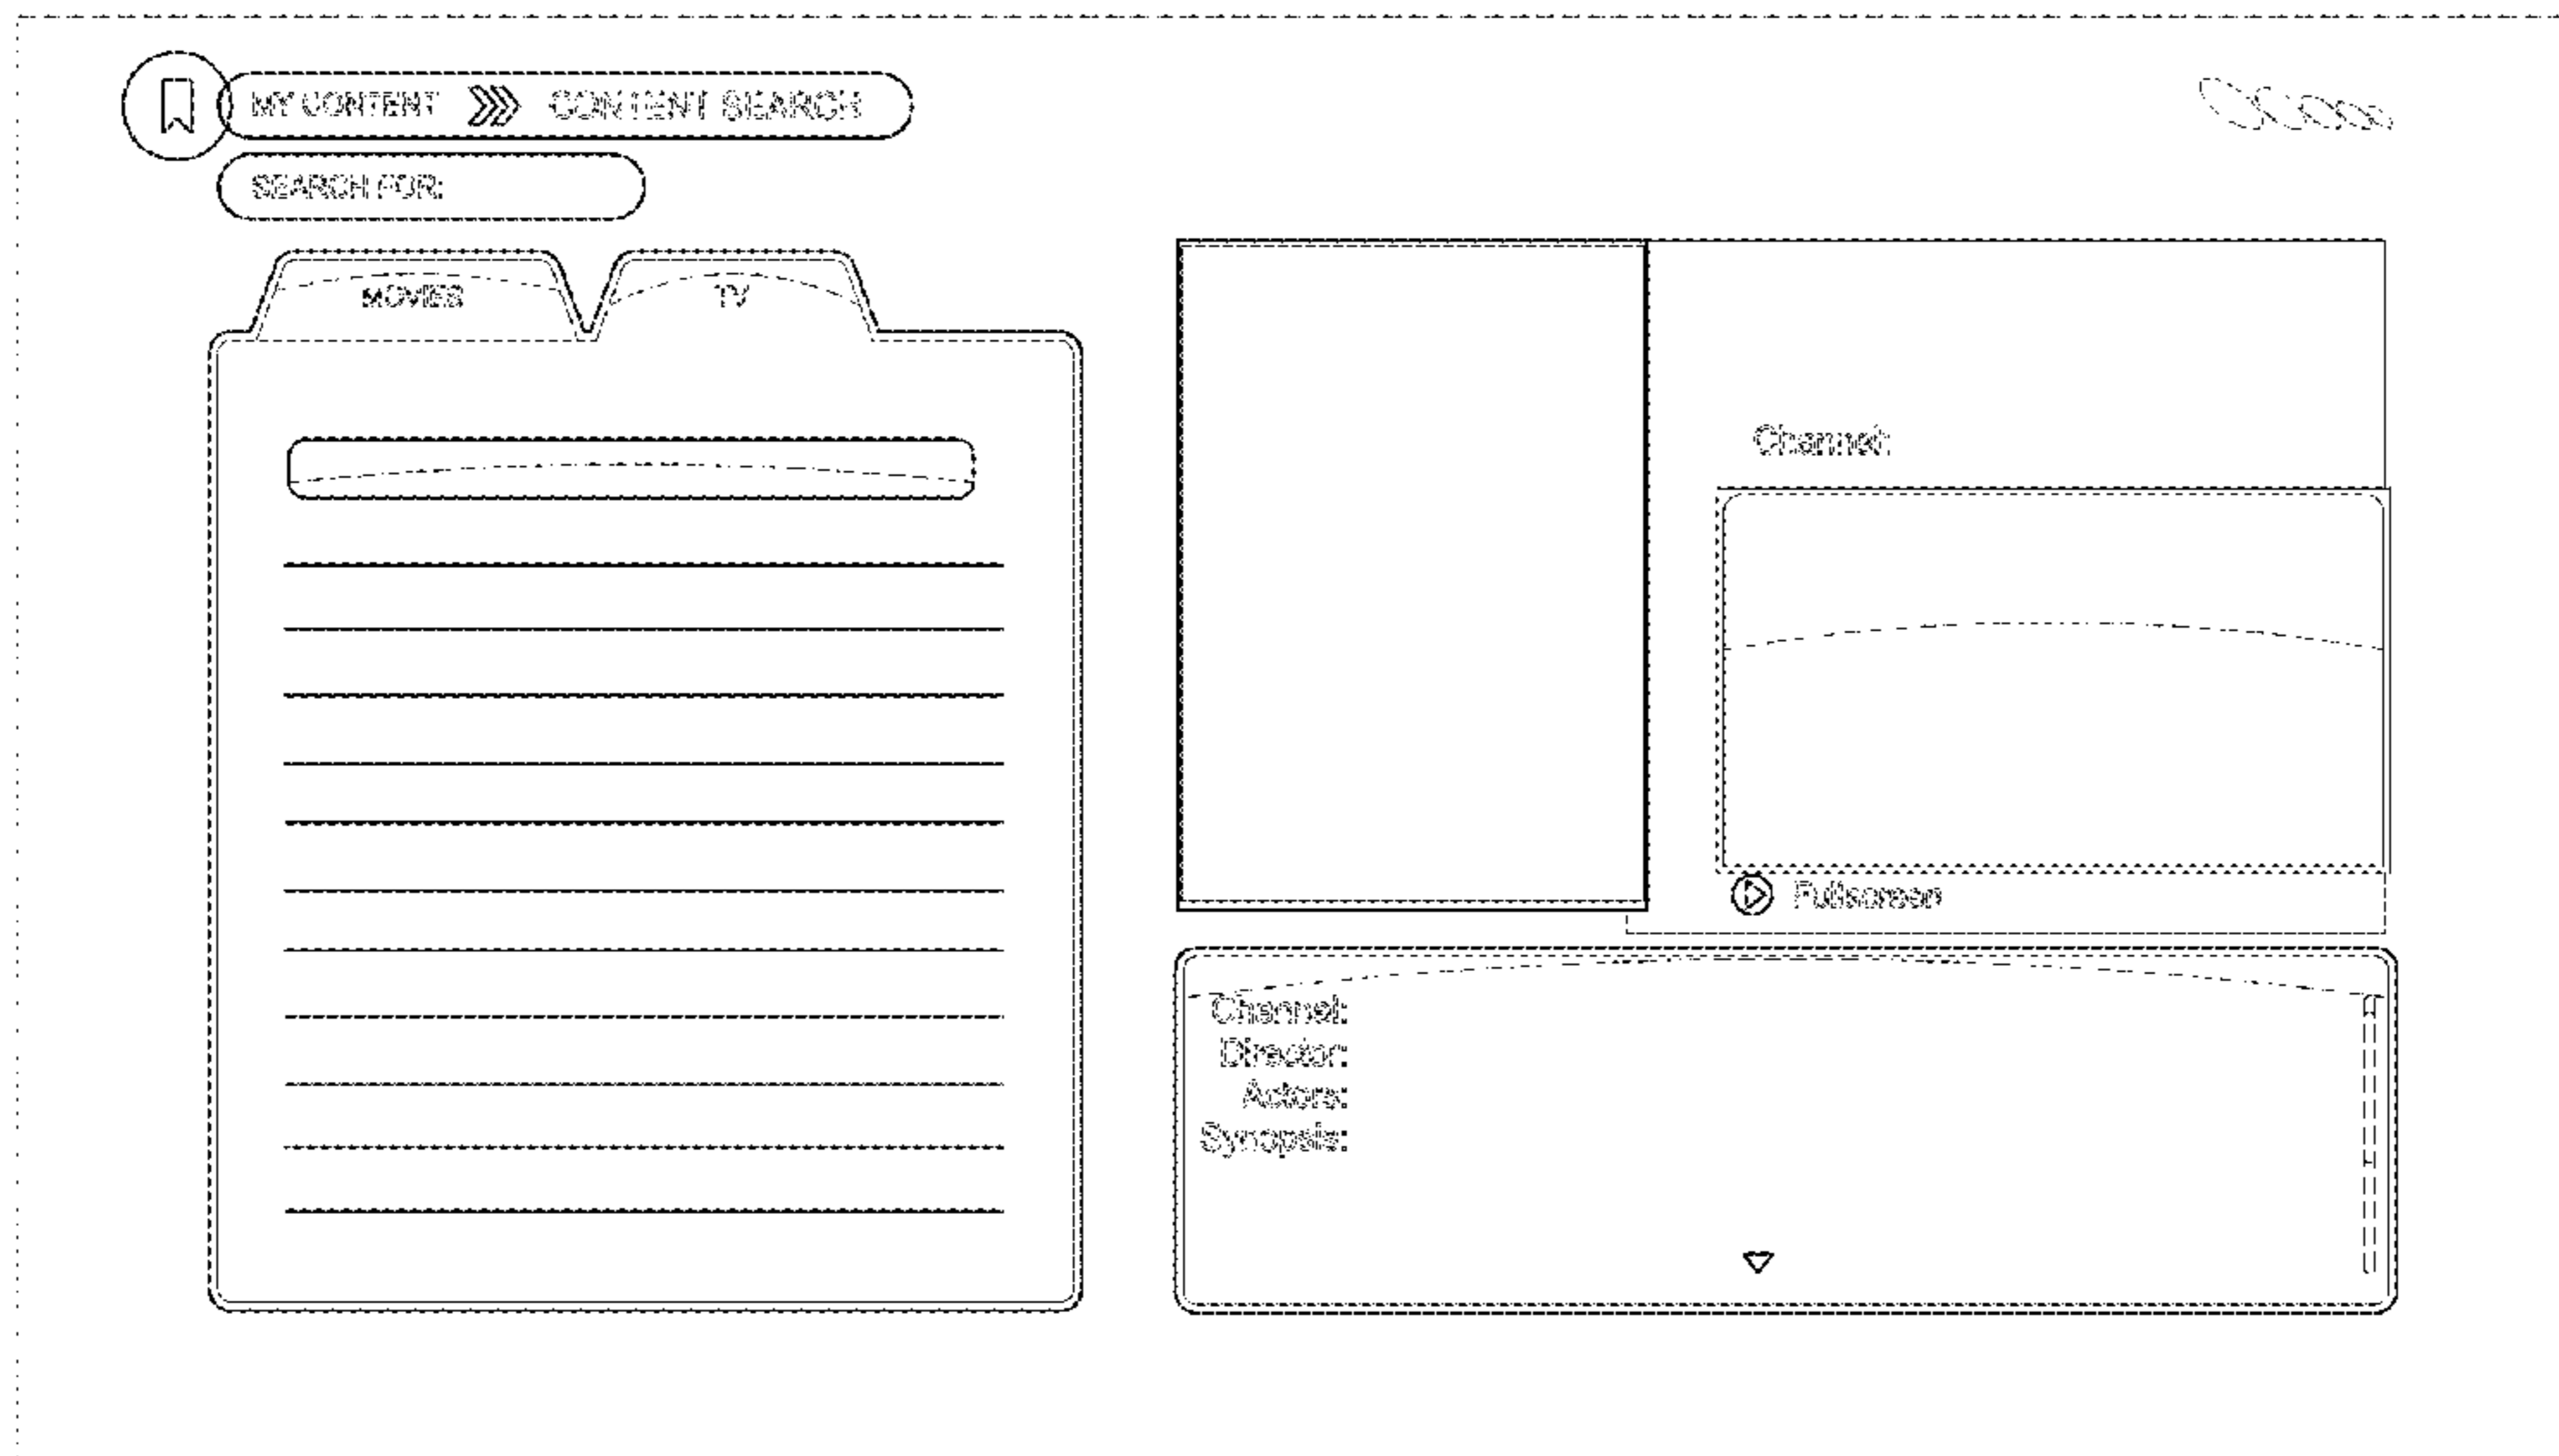 MY CONTENT CONTENT SEARCH
SEARCH FOR:
MOVIES TV
Channel:
Fullscreen
Channel:
Director:
Actors:
Synopsis: